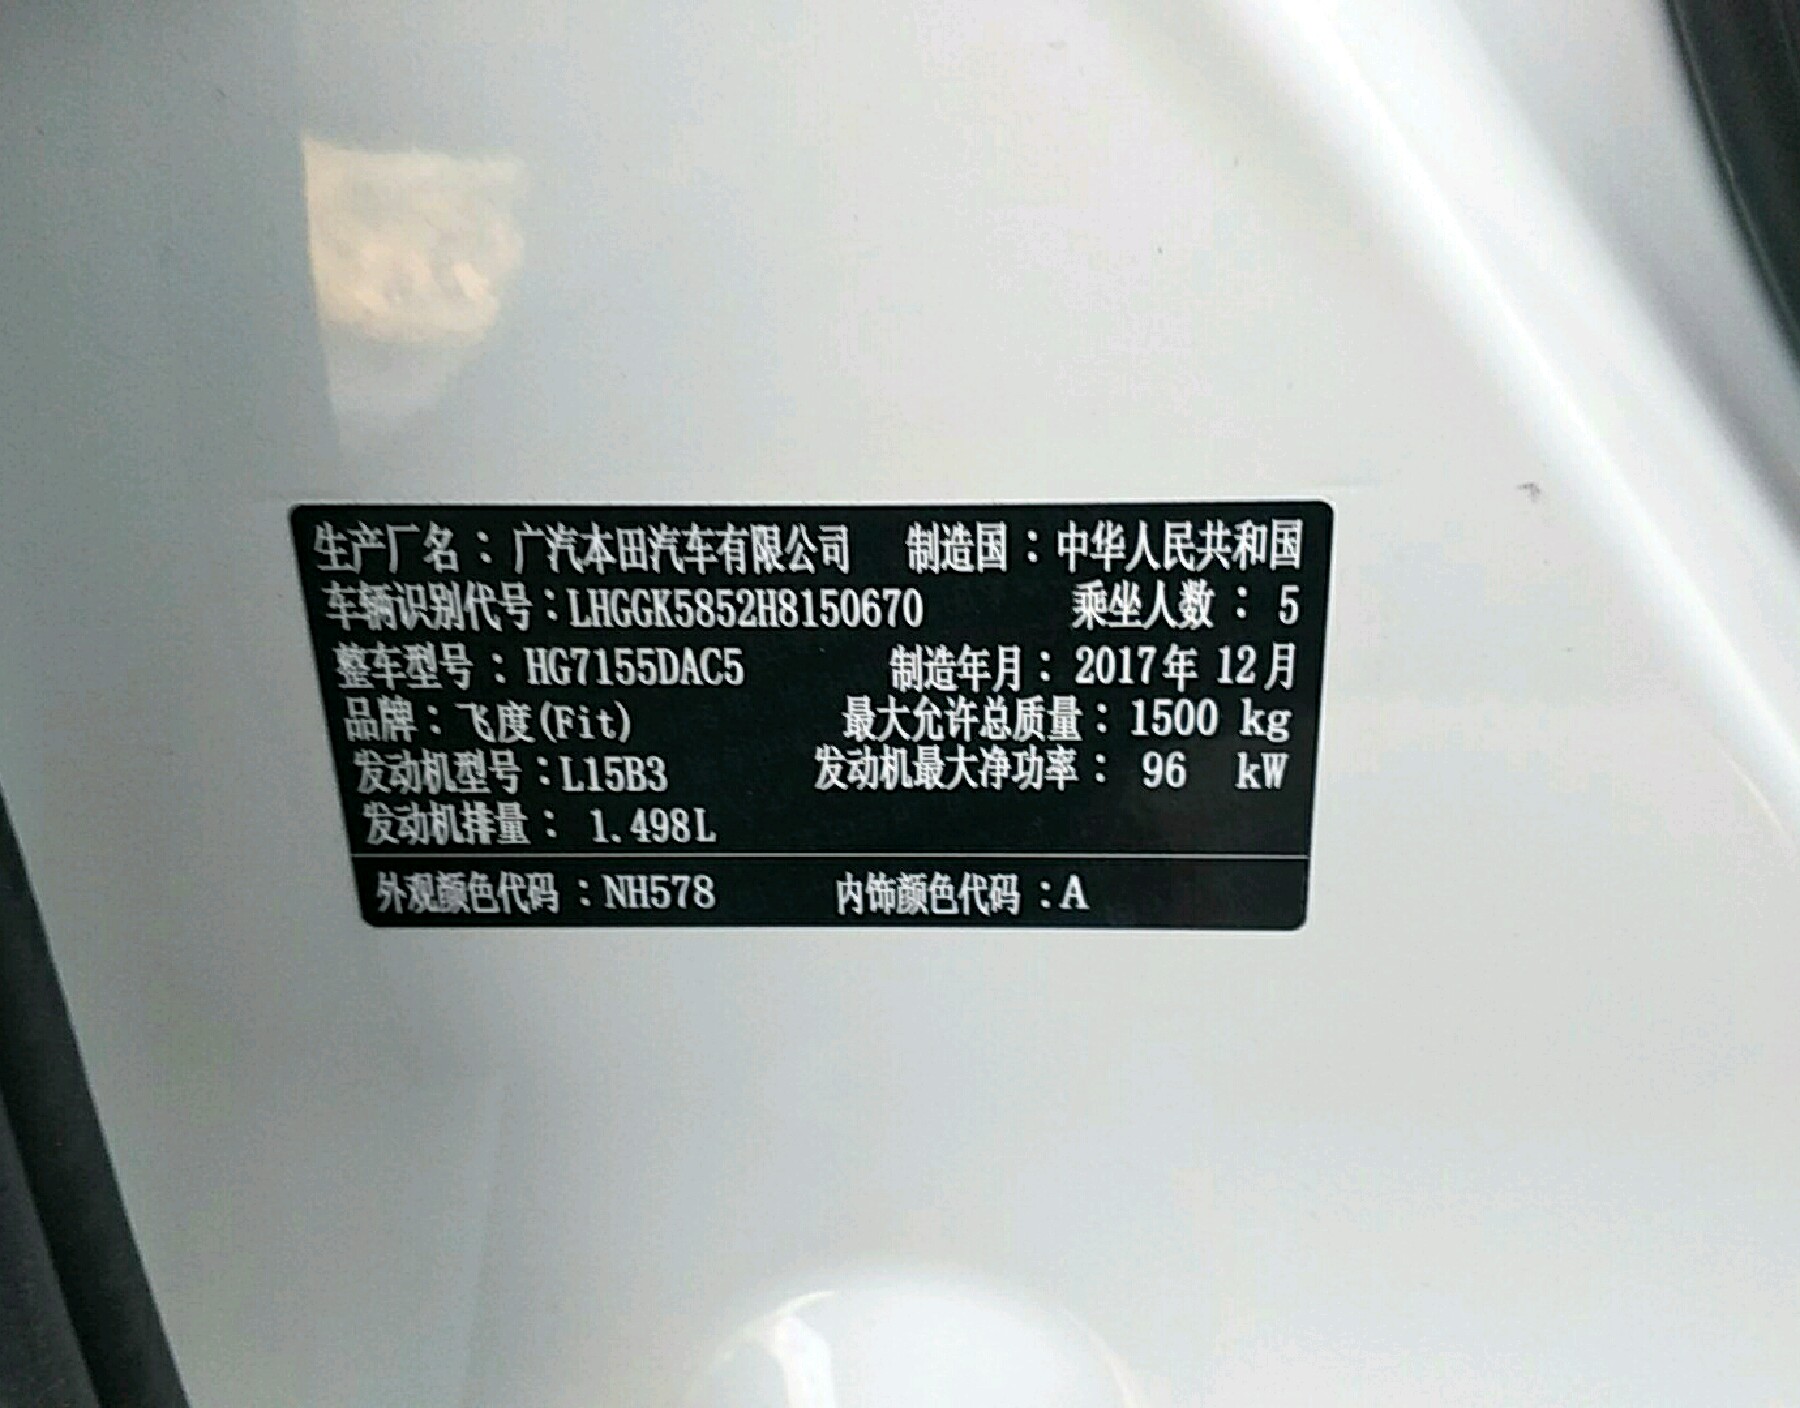 生产厂名：广汽本田汽车有限公司 制造国：中华人民共和国
车辆识别代号：LHGGK5852H8150670 乘坐人数：5
整车型号：HG7155DAC5 制造年月：2017年12月
品牌：飞度(Fit) 最大允许总质量：1500 kg
发动机型号：L15B3 发动机最大净功率：96 kW
发动机排量：1.498L
外观颜色代码：NH578 内饰颜色代码：A